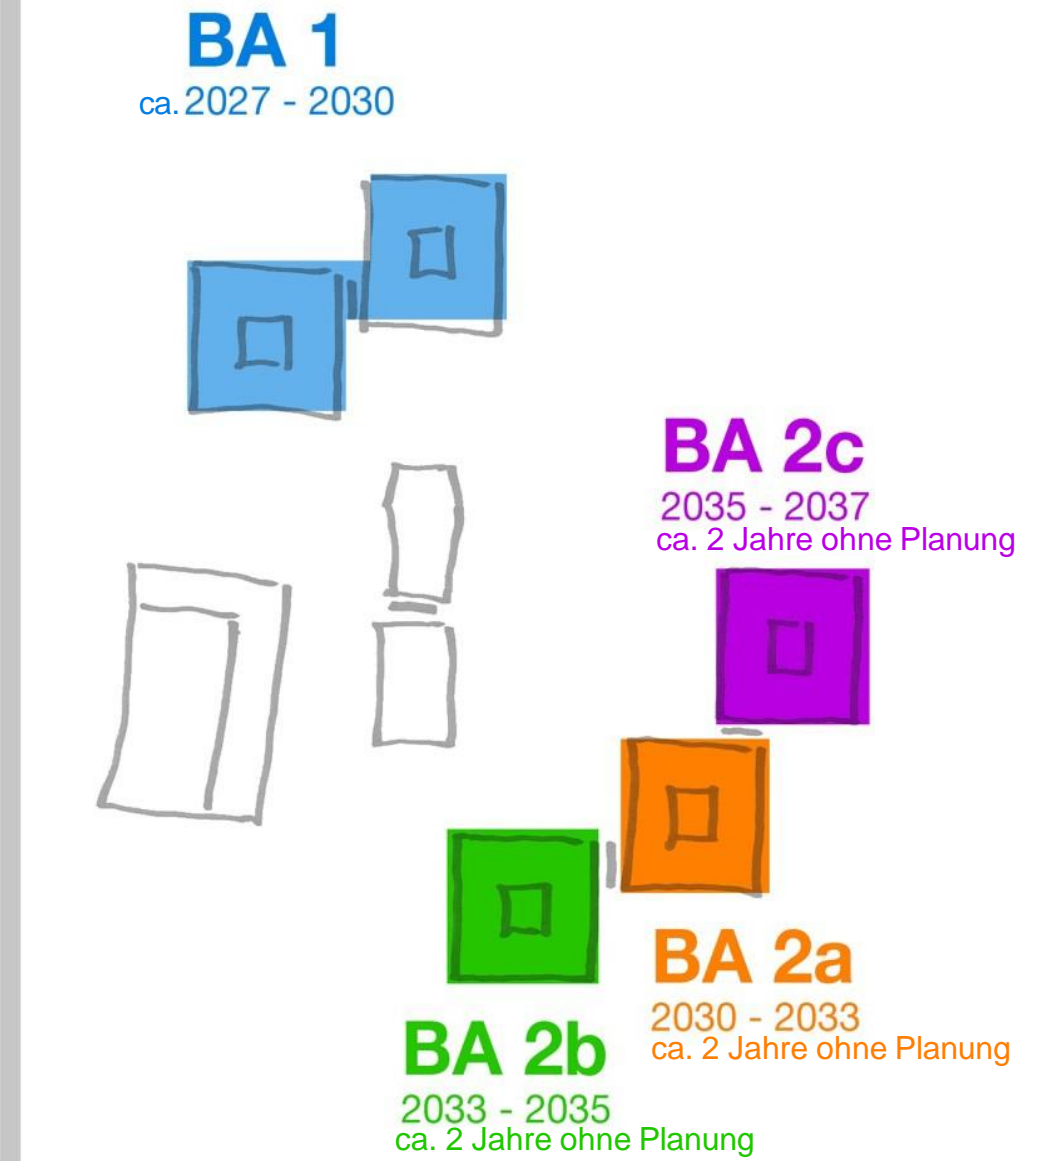 BA 1
ca. 2027 - 2030
BA 2c
2035 - 2037
ca. 2 Jahre ohne Planung
BA 2a
2030 - 2033
ca. 2 Jahre ohne Planung
BA 2b
2033 - 2035
ca. 2 Jahre ohne Planung